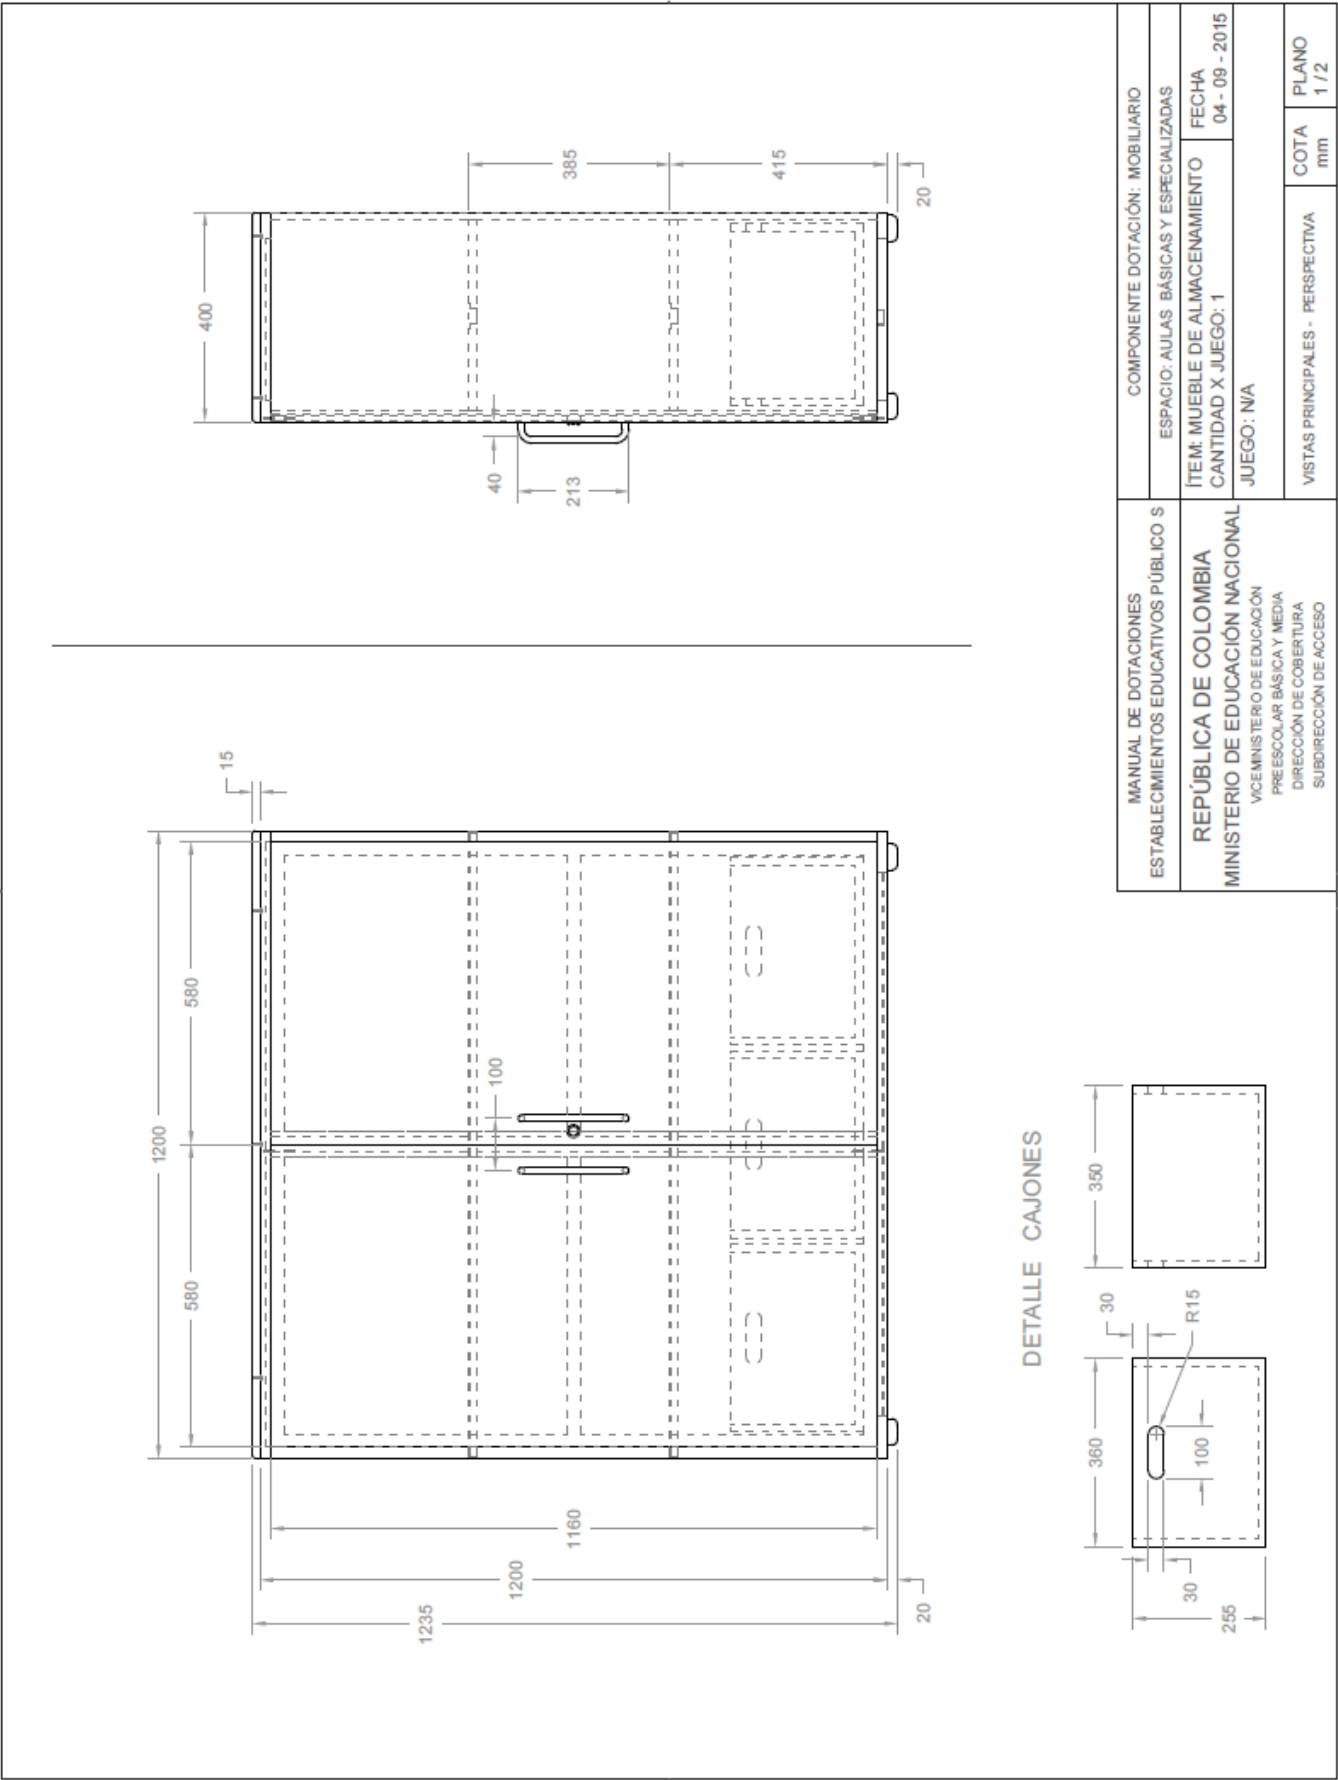 1200
580
580
15
100
1160
1200
1235
20
400
40
213
385
415
20
DETALLE CAJONES
360
30
R15
100
30
255
350
MANUAL DE DOTACIONES
ESTABLECIMIENTOS EDUCATIVOS PÚBLICO S
REPÚBLICA DE COLOMBIA
MINISTERIO DE EDUCACIÓN NACIONAL
VICEMINISTERIO DE EDUCACIÓN
PREESCOLAR BÁSICA Y MEDIA
DIRECCIÓN DE COBERTURA
SUBDIRECCIÓN DE ACCESO
COMPONENTE DOTACIÓN: MOBILIARIO
ESPACIO: AULAS BÁSICAS Y ESPECIALIZADAS
ÍTEM: MUEBLE DE ALMACENAMIENTO
CANTIDAD X JUEGO: 1
FECHA
04 - 09 - 2015
JUEGO: N/A
VISTAS PRINCIPALES - PERSPECTIVA
COTA
mm
PLANO
1 / 2